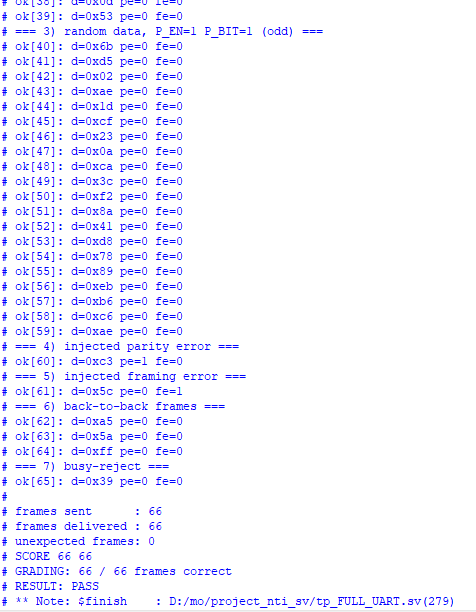 # ok[38]: d=0x0d pe=0 fe=0
# ok[39]: d=0x53 pe=0 fe=0
# === 3) random data, P_EN=1 P_BIT=1 (odd) ===
# ok[40]: d=0x6b pe=0 fe=0
# ok[41]: d=0xd5 pe=0 fe=0
# ok[42]: d=0x02 pe=0 fe=0
# ok[43]: d=0xae pe=0 fe=0
# ok[44]: d=0x1d pe=0 fe=0
# ok[45]: d=0xcf pe=0 fe=0
# ok[46]: d=0x23 pe=0 fe=0
# ok[47]: d=0x0a pe=0 fe=0
# ok[48]: d=0xca pe=0 fe=0
# ok[49]: d=0x3c pe=0 fe=0
# ok[50]: d=0xf2 pe=0 fe=0
# ok[51]: d=0x8a pe=0 fe=0
# ok[52]: d=0x41 pe=0 fe=0
# ok[53]: d=0xd8 pe=0 fe=0
# ok[54]: d=0x78 pe=0 fe=0
# ok[55]: d=0x89 pe=0 fe=0
# ok[56]: d=0xeb pe=0 fe=0
# ok[57]: d=0xb6 pe=0 fe=0
# ok[58]: d=0xc6 pe=0 fe=0
# ok[59]: d=0xae pe=0 fe=0
# === 4) injected parity error ===
# ok[60]: d=0xc3 pe=1 fe=0
# === 5) injected framing error ===
# ok[61]: d=0x5c pe=0 fe=1
# === 6) back-to-back frames ===
# ok[62]: d=0xa5 pe=0 fe=0
# ok[63]: d=0x5a pe=0 fe=0
# ok[64]: d=0xff pe=0 fe=0
# === 7) busy-reject ===
# ok[65]: d=0x39 pe=0 fe=0
#
# frames sent      : 66
# frames delivered : 66
# unexpected frames: 0
# SCORE 66 66
# GRADING: 66 / 66 frames correct
# RESULT: PASS
# ** Note: $finish    : D:/mo/project_nti_sv/tp_FULL_UART.sv(279)